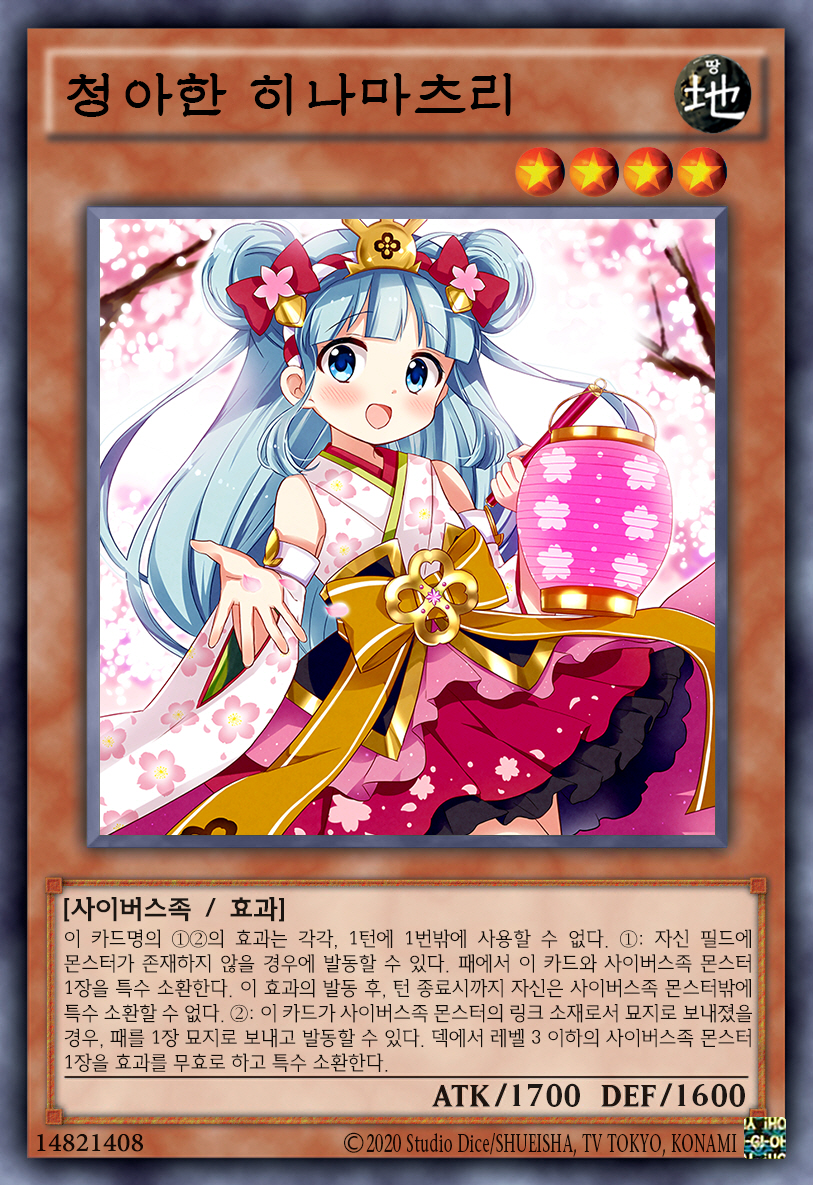 청아한 히나마츠리
땅
地
[사이버스족 / 효과]
이 카드명의 ①②의 효과는 각각, 1턴에 1번밖에 사용할 수 없다. ①: 자신 필드에
몬스터가 존재하지 않을 경우에 발동할 수 있다. 패에서 이 카드와 사이버스족 몬스터
1장을 특수 소환한다. 이 효과의 발동 후, 턴 종료시까지 자신은 사이버스족 몬스터밖에
특수 소환할 수 없다. ②: 이 카드가 사이버스족 몬스터의 링크 소재로서 묘지로 보내졌을
경우, 패를 1장 묘지로 보내고 발동할 수 있다. 덱에서 레벨 3 이하의 사이버스족 몬스터
1장을 효과를 무효로 하고 특수 소환한다.
ATK/1700 DEF/1600
14821408 ©2020 Studio Dice/SHUEISHA, TV TOKYO, KONAMI